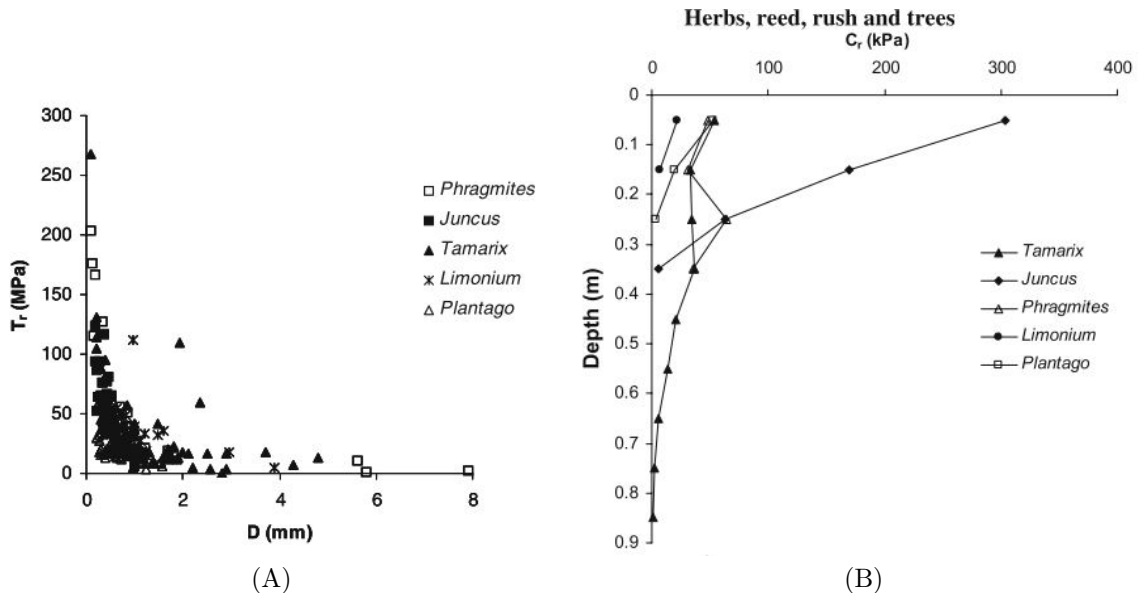 300
250
200
150
100
50
0
T_r (MPa)
0 2 4 6 8
D (mm)
Phragmites
Juncus
Tamarix
Limonium
Plantago
(A)
Herbs, reed, rush and trees
C_r (kPa)
0 100 200 300 400
0
0.1
0.2
0.3
0.4
0.5
0.6
0.7
0.8
0.9
Depth (m)
Tamarix
Juncus
Phragmites
Limonium
Plantago
(B)